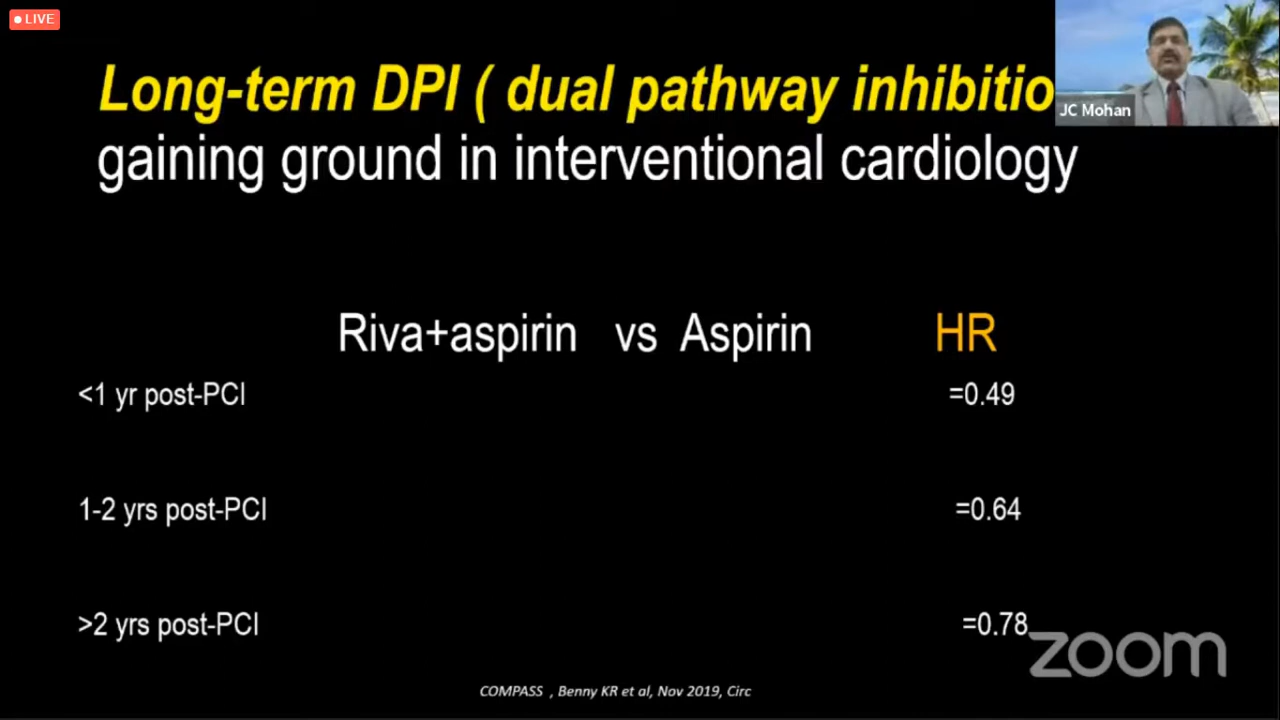 LIVE
Long-term DPI ( dual pathway inhibitio
gaining ground in interventional cardiology
JC Mohan
Riva+aspirin vs Aspirin HR
<1 yr post-PCI =0.49
1-2 yrs post-PCI =0.64
>2 yrs post-PCI =0.78
zoom
COMPASS , Benny KR et al, Nov 2019, Circ